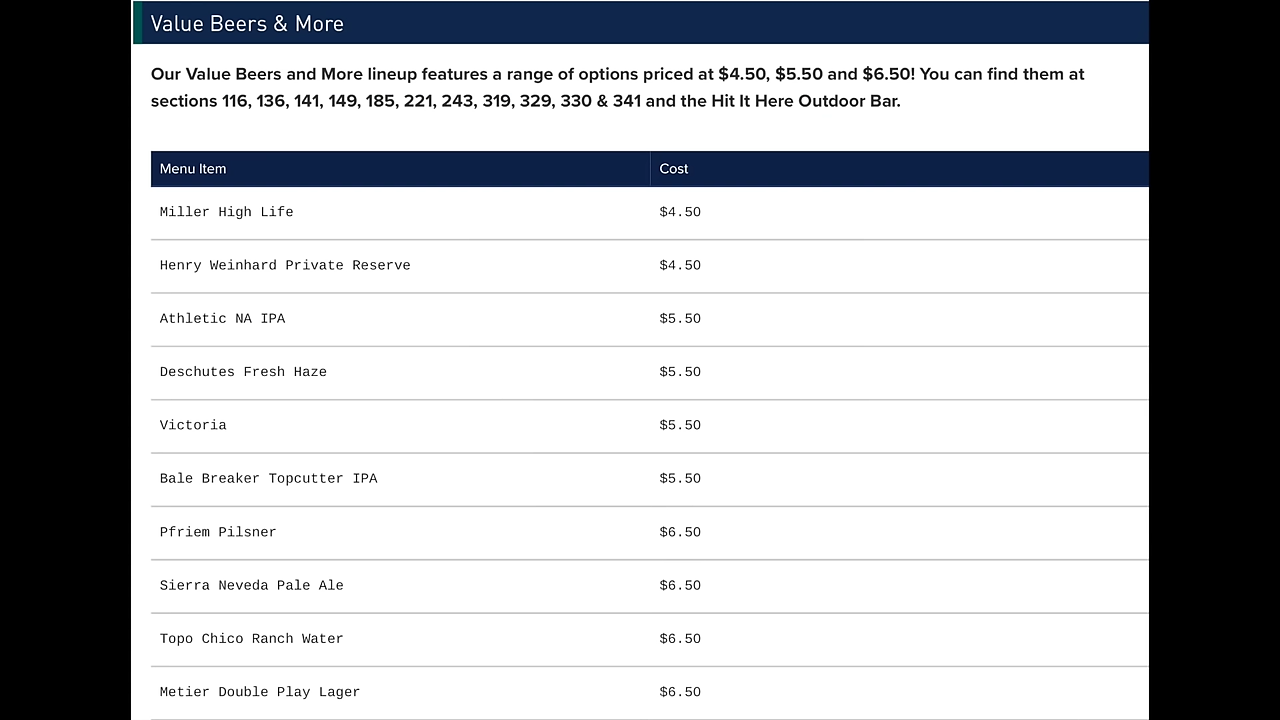 Value Beers & More
Our Value Beers and More lineup features a range of options priced at $4.50, $5.50 and $6.50! You can find them at
sections 116, 136, 141, 149, 185, 221, 243, 319, 329, 330 & 341 and the Hit It Here Outdoor Bar.
Menu Item Cost
Miller High Life $4.50
Henry Weinhard Private Reserve $4.50
Athletic NA IPA $5.50
Deschutes Fresh Haze $5.50
Victoria $5.50
Bale Breaker Topcutter IPA $5.50
Pfriem Pilsner $6.50
Sierra Neveda Pale Ale $6.50
Topo Chico Ranch Water $6.50
Metier Double Play Lager $6.50